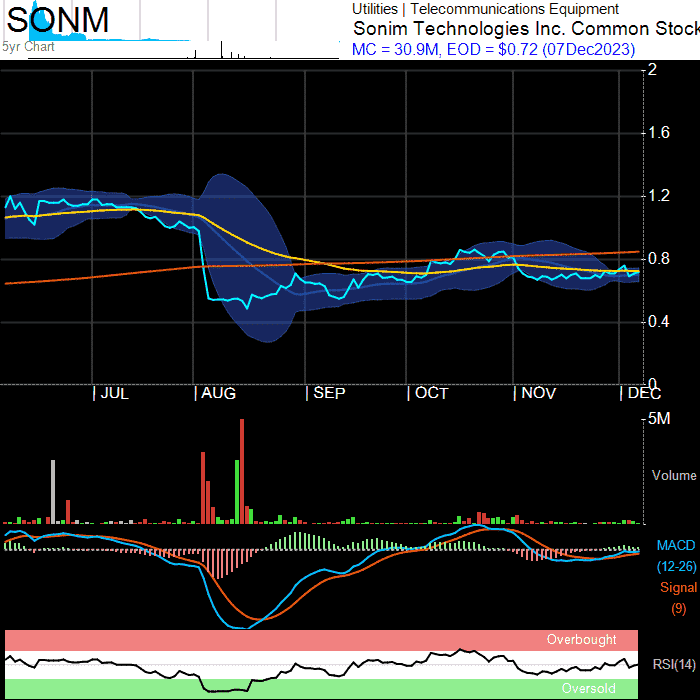 SONM
5yr Chart
Utilities | Telecommunications Equipment
Sonim Technologies Inc. Common Stock
MC = 30.9M, EOD = $0.72 (07Dec2023)
2
1.6
1.2
0.8
0.4
0
JUL AUG SEP OCT NOV DEC
5M
Volume
MACD
(12-26)
Signal
(9)
Overbought
RSI(14)
Oversold